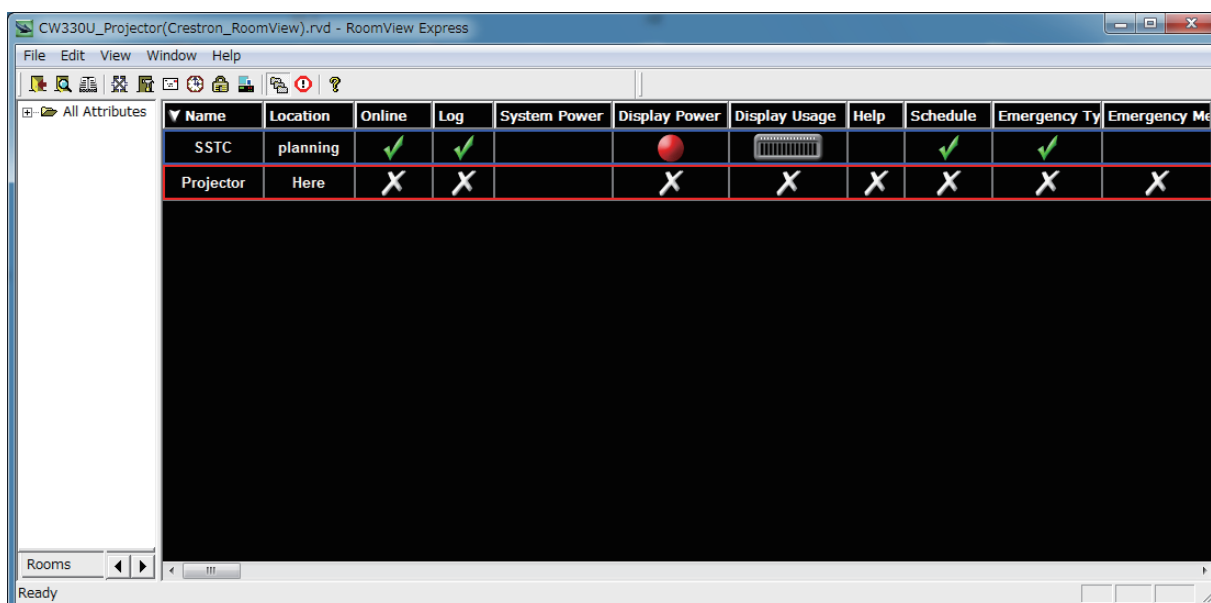 CW330U_Projector(Crestron_RoomView).rvd - RoomView Express
File Edit View Window Help
All Attributes
Name Location Online Log System Power Display Power Display Usage Help Schedule Emergency Ty Emergency Me
SSTC planning
Projector Here
Rooms
Ready